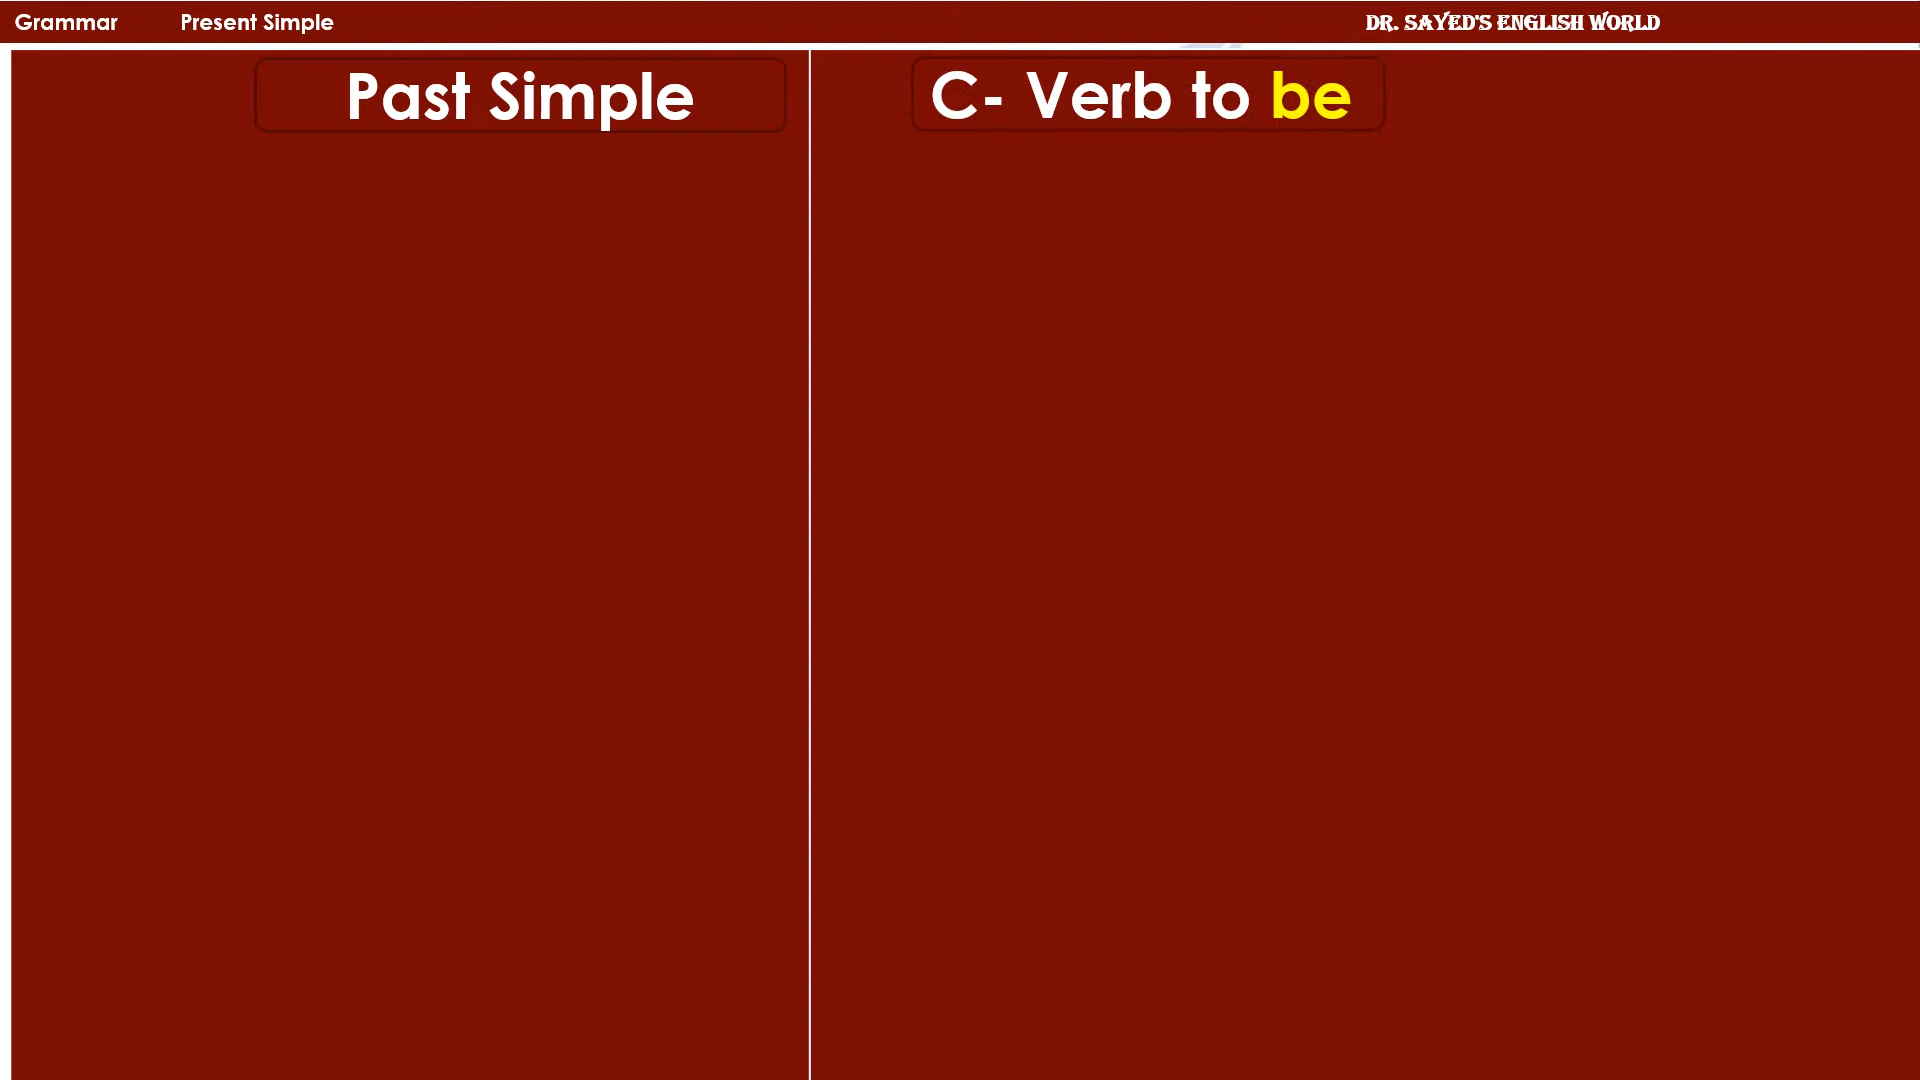 Grammar Present Simple DR. SAYED'S ENGLISH WORLD
Past Simple
C- Verb to be